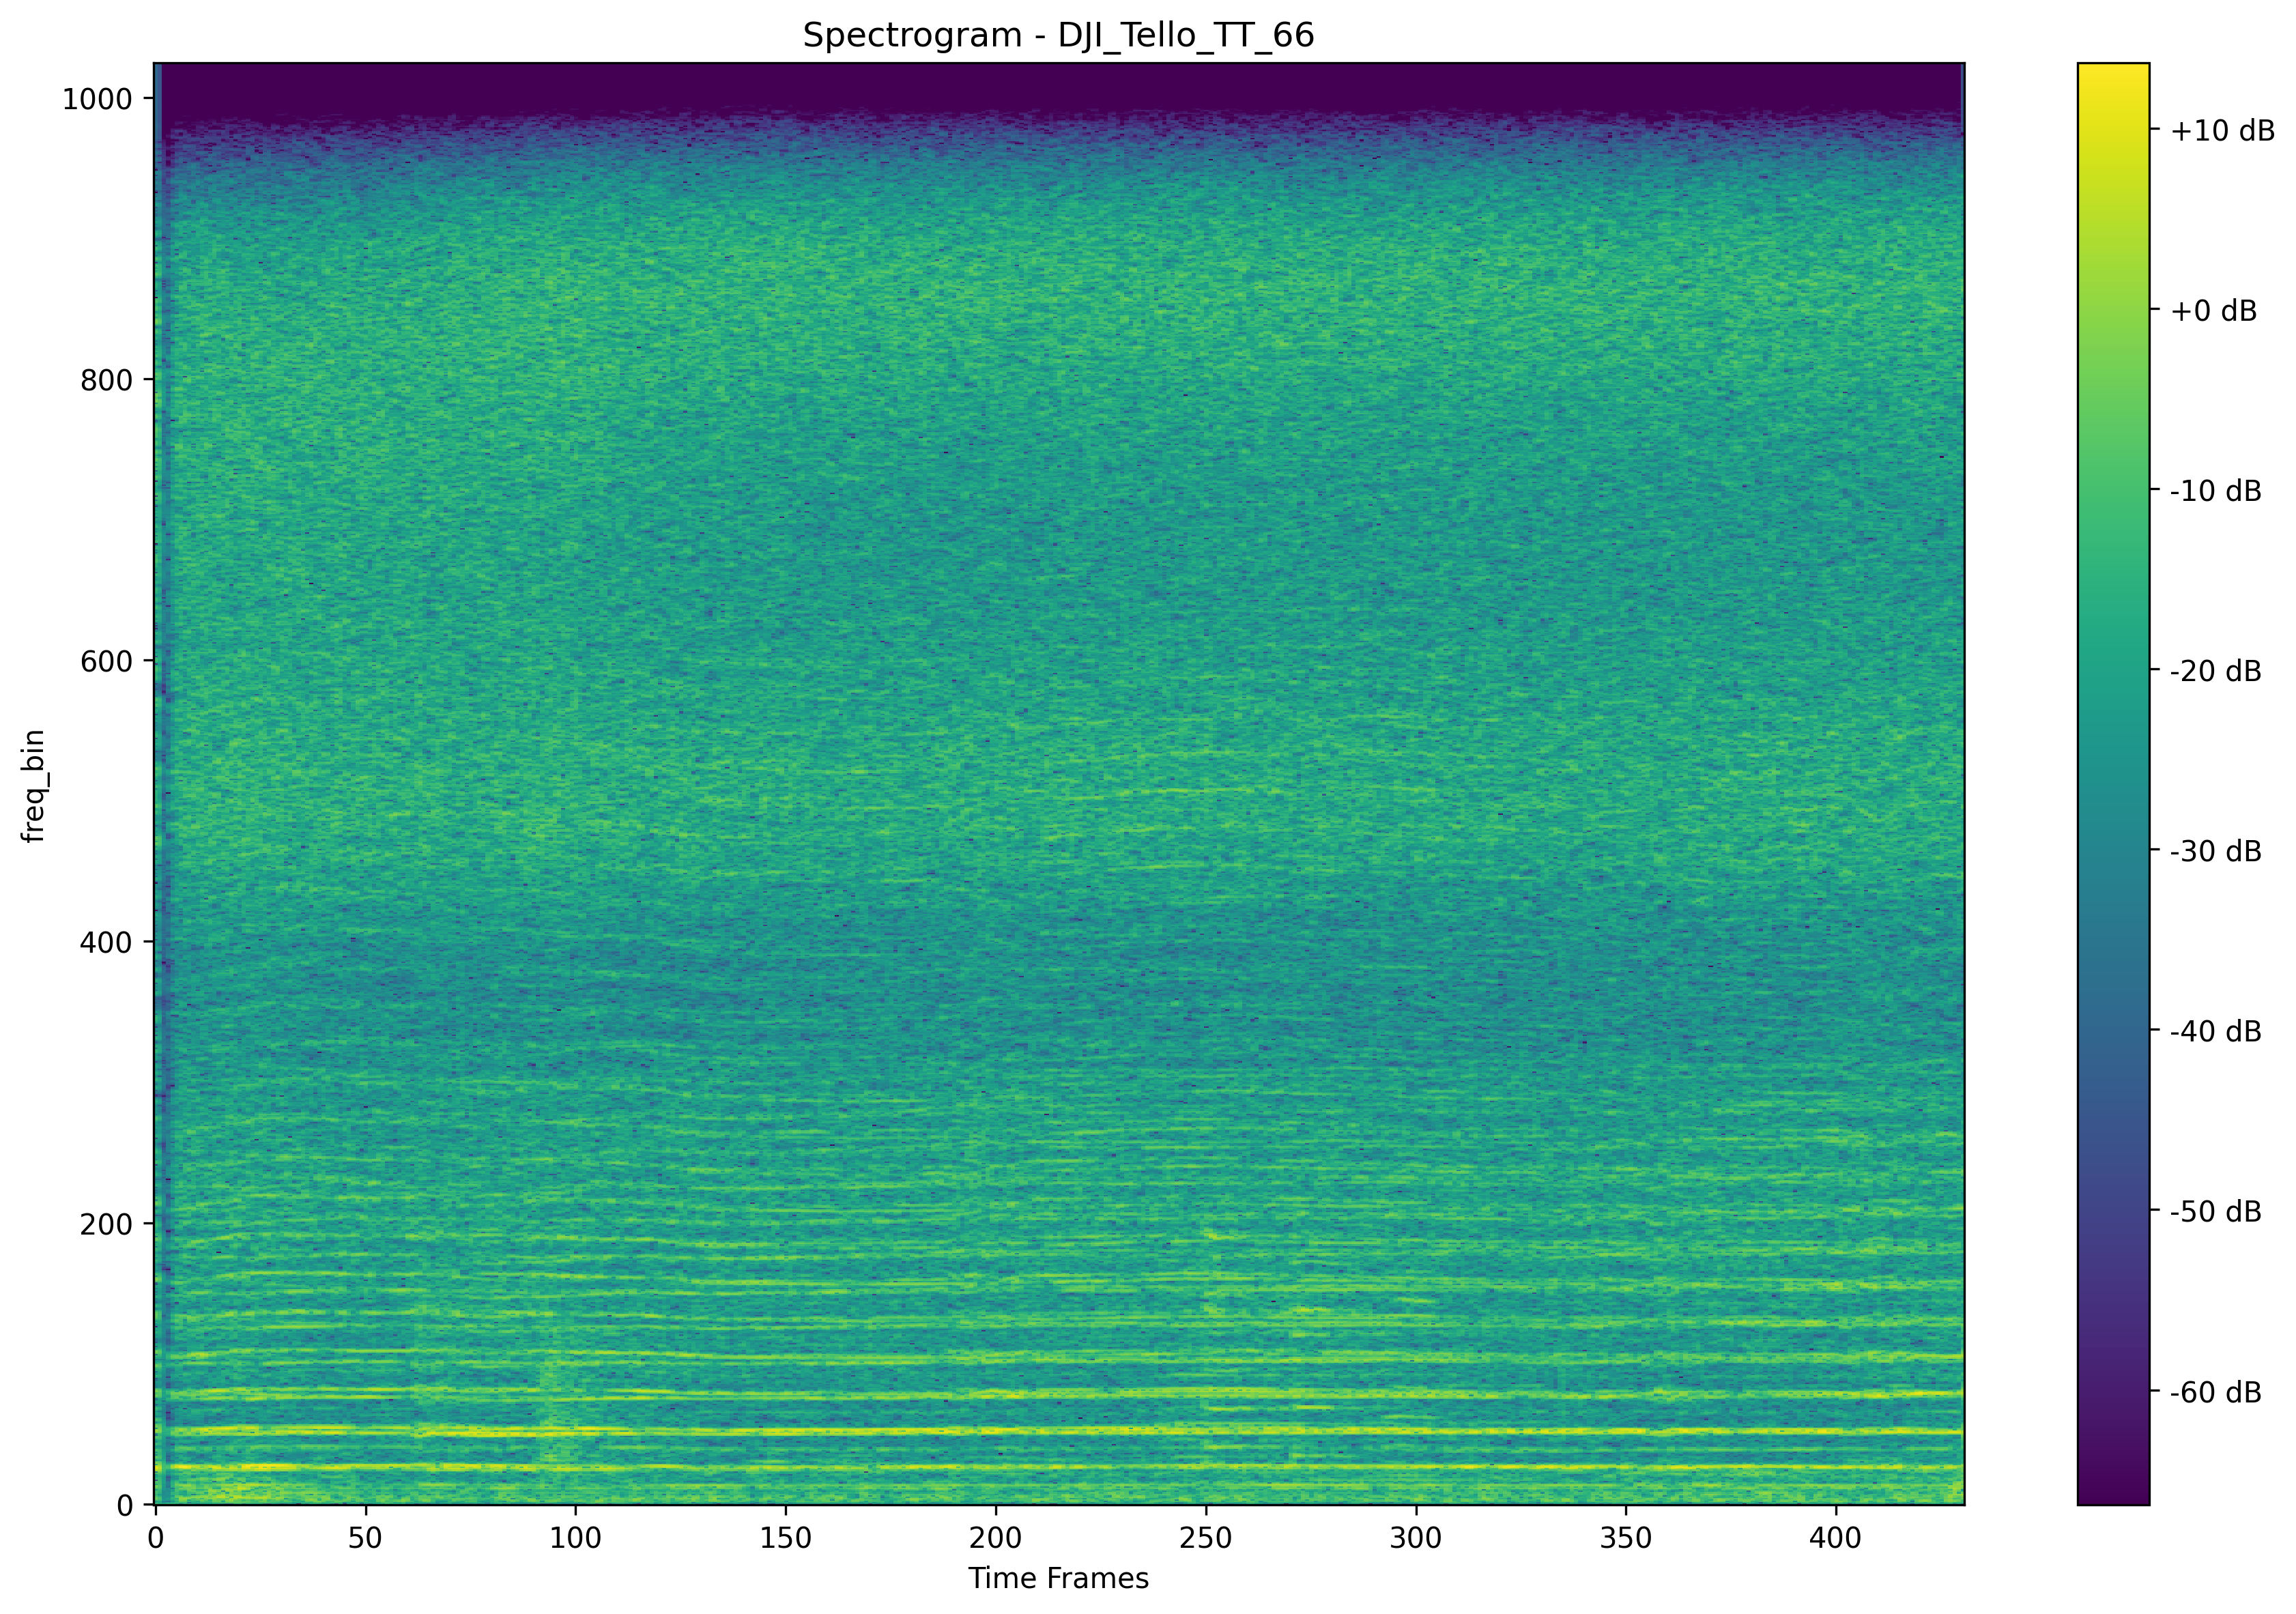 Spectrogram - DJI_Tello_TT_66
1000
800
600
400
200
0
freq_bin
0 50 100 150 200 250 300 350 400
Time Frames
+10 dB
+0 dB
-10 dB
-20 dB
-30 dB
-40 dB
-50 dB
-60 dB